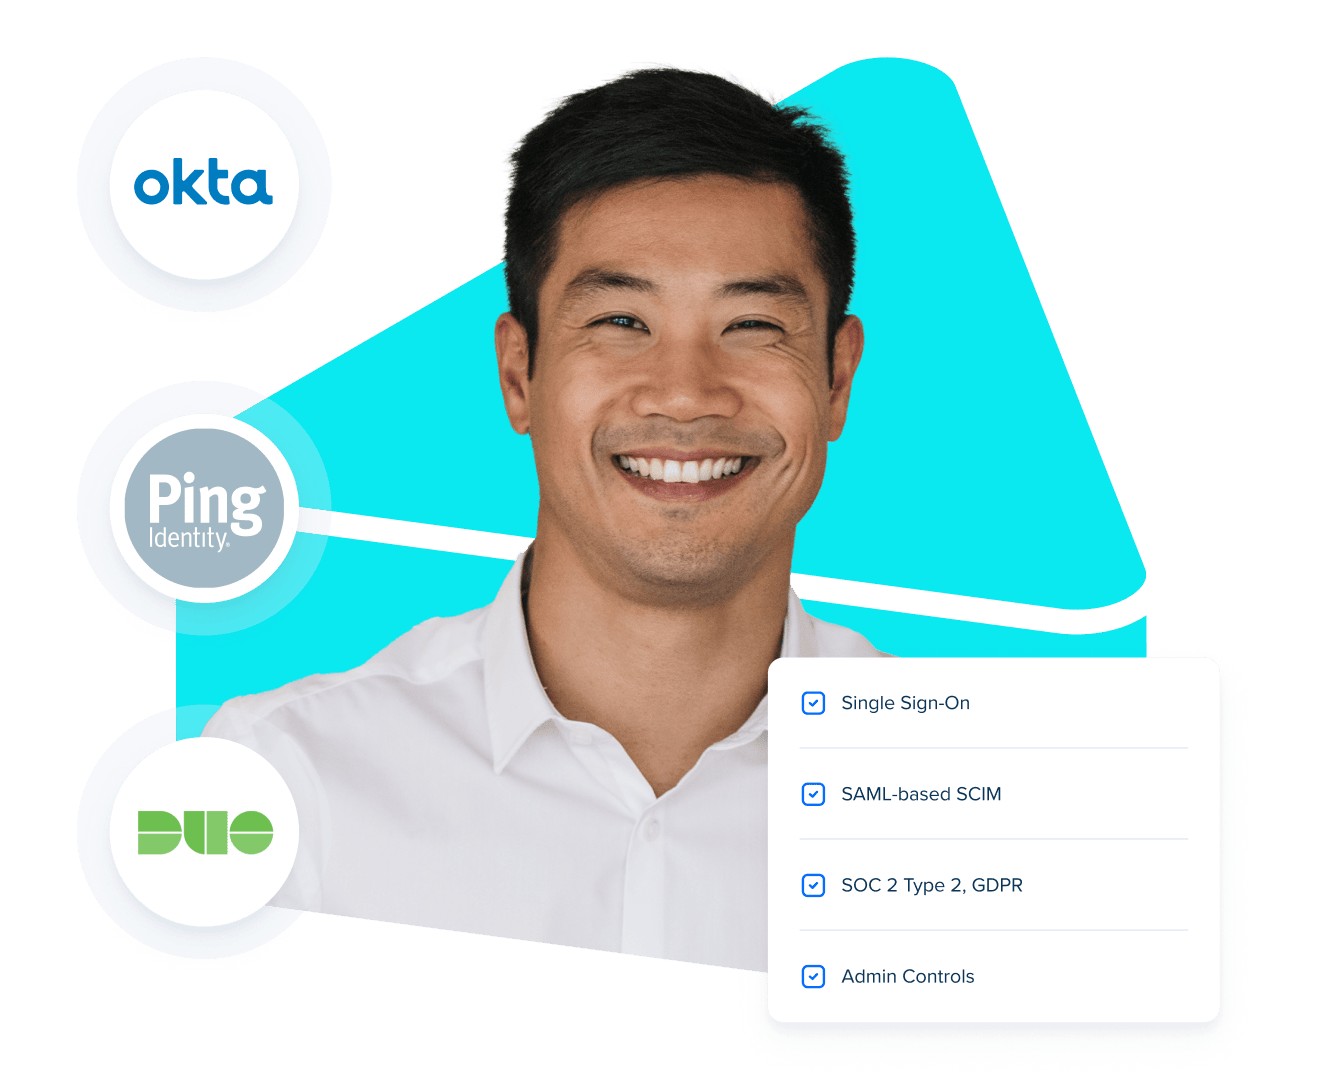 okta
Ping
Identity®
DUO
Single Sign-On
SAML-based SCIM
SOC 2 Type 2, GDPR
Admin Controls